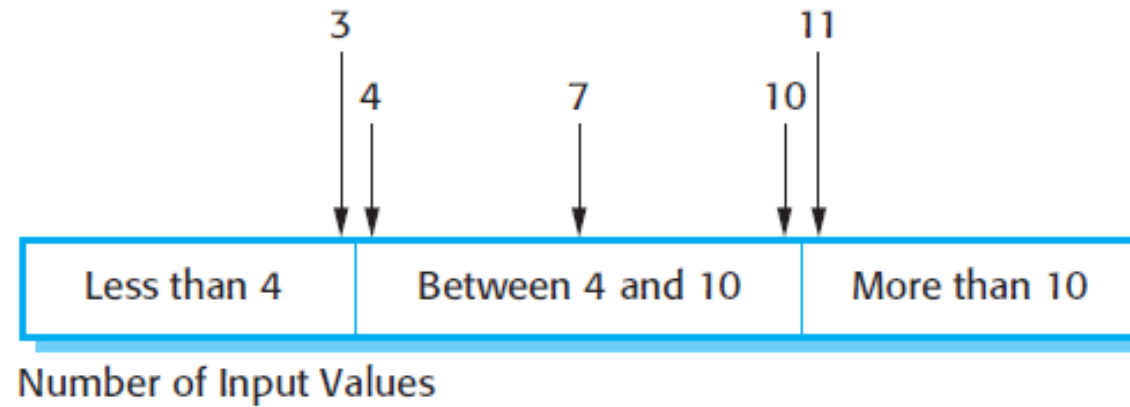 3 11
4 7 10
Less than 4 Between 4 and 10 More than 10
Number of Input Values